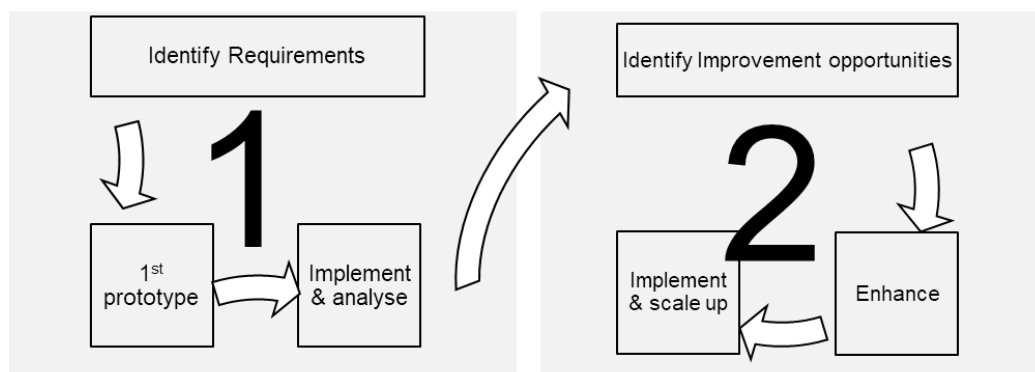 Identify Requirements
1
1st
prototype
Implement
& analyse
Identify Improvement opportunities
2
Implement
& scale up
Enhance